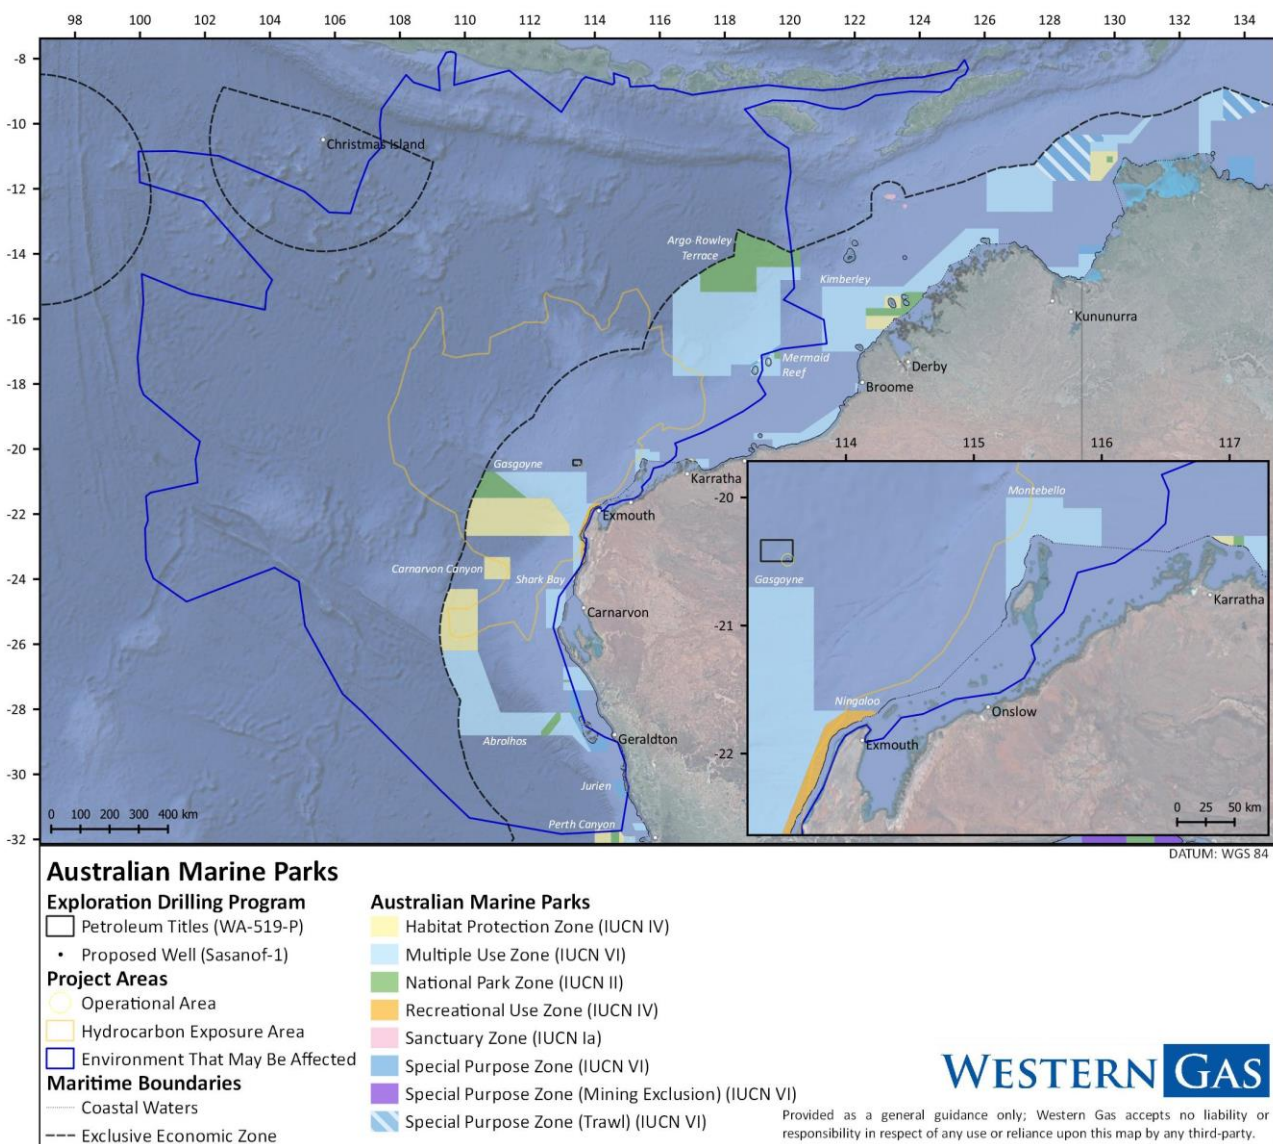 98 100 102 104 106 108 110 112 114 116 118 120 122 124 126 128 130 132 134
-8
-10
Christmas Island
-12
-14
Argo-Rowley
Terrace
Kimberley
-16
Kununurra
Mermaid
Reef
Derby
-18
Broome
-20
114 115 116 117
Gasgoyne
Karratha
-20
Montebello
-22
Exmouth
Carnarvon Canyon
Shark Bay
Gasgoyne
-24
Carnarvon
Karratha
-21
-26
Ningaloo
-28
Onslow
Abrolhos
Geraldton
Exmouth
-22
-30
Jurien
0 100 200 300 400 km
Perth Canyon
0 25 50 km
-32
DATUM: WGS 84
Australian Marine Parks
Exploration Drilling Program
Petroleum Titles (WA-519-P)
Proposed Well (Sasanof-1)
Project Areas
Operational Area
Hydrocarbon Exposure Area
Environment That May Be Affected
Maritime Boundaries
Coastal Waters
Exclusive Economic Zone
Australian Marine Parks
Habitat Protection Zone (IUCN IV)
Multiple Use Zone (IUCN VI)
National Park Zone (IUCN II)
Recreational Use Zone (IUCN IV)
Sanctuary Zone (IUCN Ia)
Special Purpose Zone (IUCN VI)
Special Purpose Zone (Mining Exclusion) (IUCN VI)
Special Purpose Zone (Trawl) (IUCN VI)
WESTERN GAS
Provided as a general guidance only; Western Gas accepts no liability or
responsibility in respect of any use or reliance upon this map by any third-party.